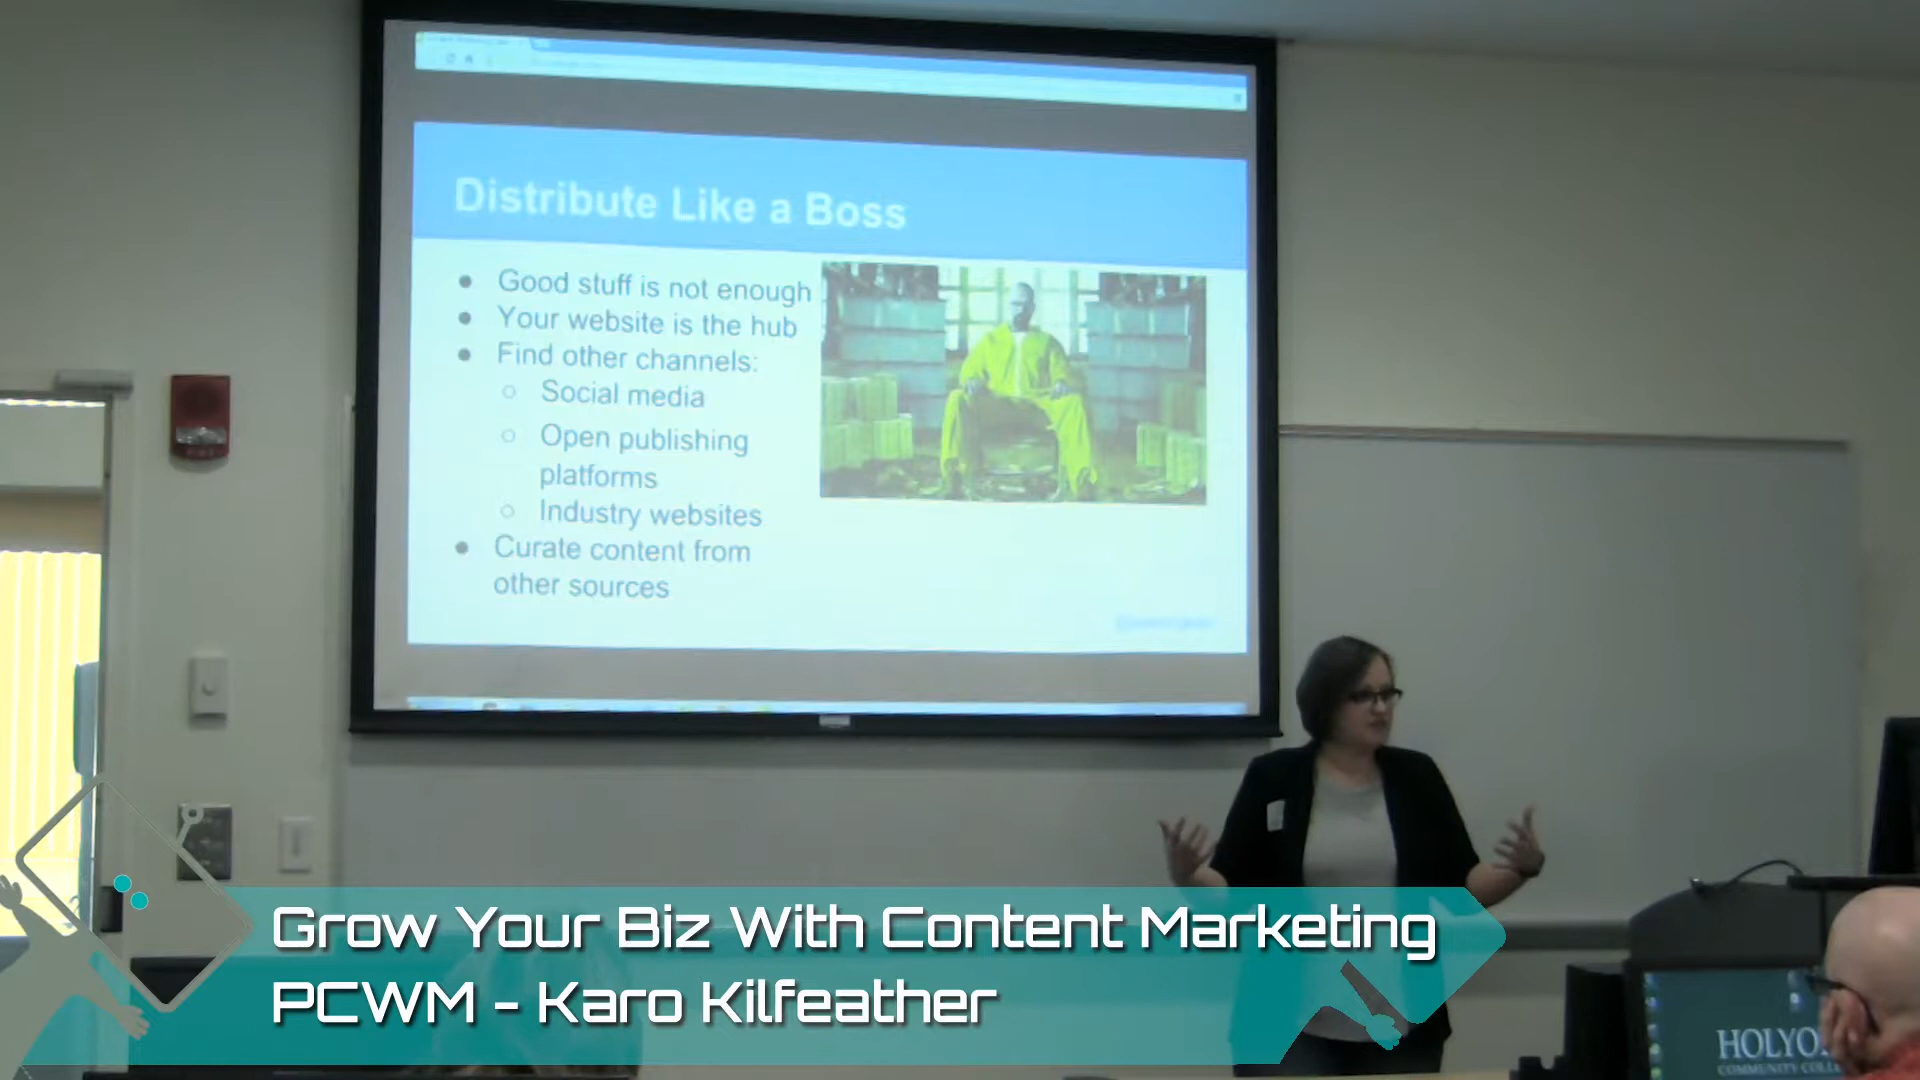 Distribute Like a Boss
Good stuff is not enough
Your website is the hub
Find other channels:
Social media
Open publishing
platforms
Industry websites
Curate content from
other sources
Grow Your Biz With Content Marketing
PCWM - Karo Kilfeather
COMMUNITY